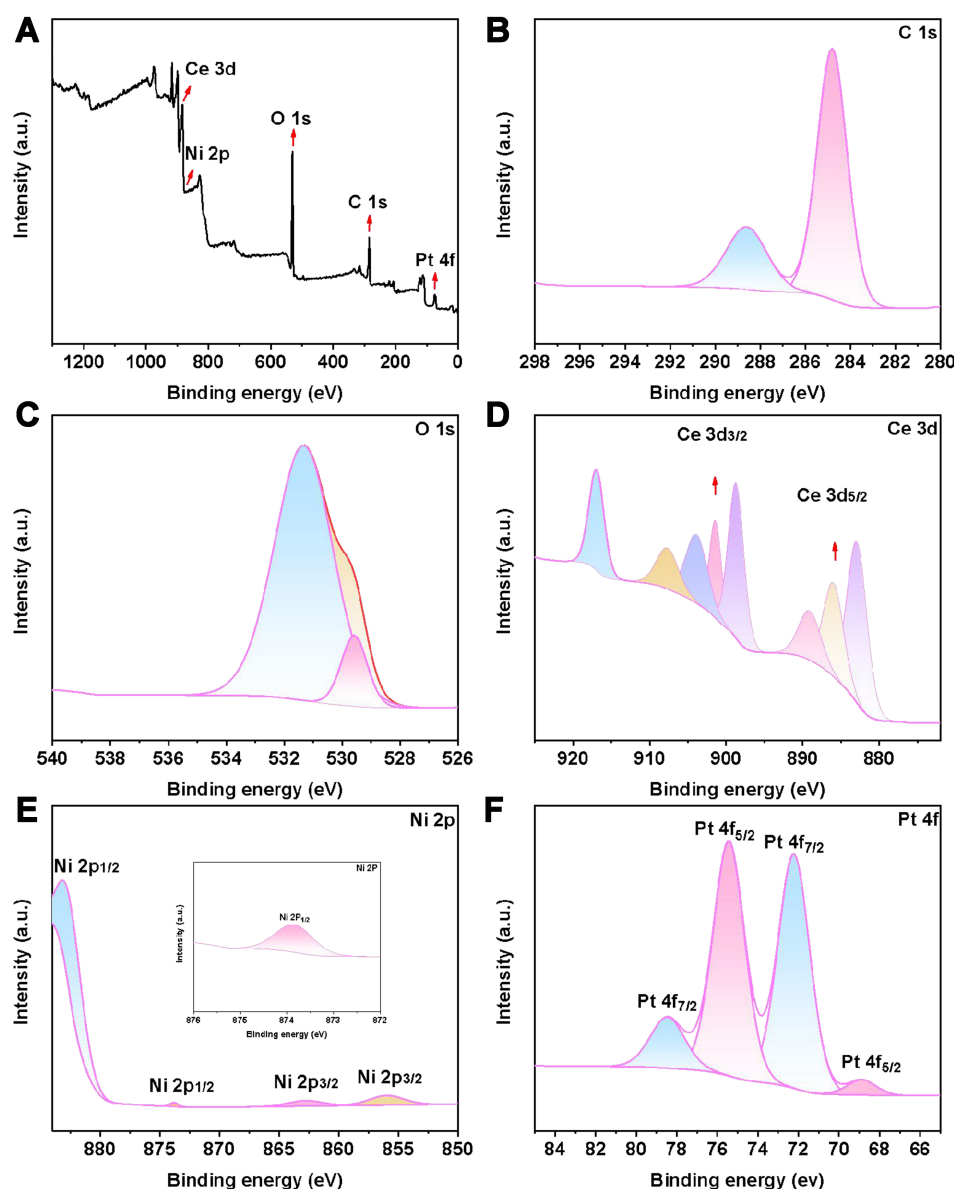 A
Ce 3d
Ni 2p
O 1s
C 1s
Pt 4f
Intensity (a.u.)
1200 1000 800 600 400 200 0
Binding energy (eV)
B
C 1s
Intensity (a.u.)
298 296 294 292 290 288 286 284 282 280
Binding energy (eV)
C
O 1s
Intensity (a.u.)
540 538 536 534 532 530 528 526
Binding energy (eV)
D
Ce 3d
Ce 3d3/2
Ce 3d5/2
Intensity (a.u.)
920 910 900 890 880
Binding energy (eV)
E
Ni 2p
Ni 2p1/2
Ni 2P
Ni 2P1/2
Intensity (a.u.)
876 876 874 873 872
Binding energy (eV)
Ni 2p1/2
Ni 2p3/2
Ni 2p3/2
Intensity (a.u.)
880 875 870 865 860 855 850
Binding energy (eV)
F
Pt 4f
Pt 4f5/2
Pt 4f7/2
Pt 4f7/2
Pt 4f5/2
Intensity (a.u.)
84 82 80 78 76 74 72 70 68 66
Binding energy (ev)